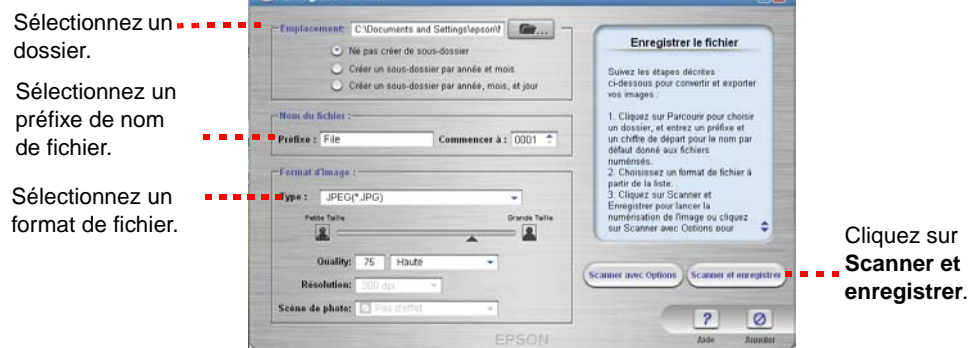 Sélectionnez un
dossier.
Sélectionnez un
préfixe de nom
de fichier.
Sélectionnez un
format de fichier.
Emplacement: C:\Documents and Settings\epson\M ...
Ne pas créer de sous-dossier
Créer un sous-dossier par année et mois
Créer un sous-dossier par année, mois, et jour
Nom du fichier :
Préfixe : File Commencer à : 0001
Format d'image :
Type : JPEG(*.JPG)
Petite Taille Grande Taille
Quality: 75 Haute
Résolution: 300 dpi
Scène de photo: Pas d'effet
EPSON
Enregistrer le fichier
Suivez les étapes décrites
ci-dessous pour convertir et exporter
vos images :
1. Cliquez sur Parcourir pour choisir
un dossier, et entrez un préfixe et
un chiffre de départ pour le nom par
défaut donné aux fichiers
numérisés.
2. Choisissez un format de fichier à
partir de la liste.
3. Cliquez sur Scanner et
Enregistrer pour lancer la
numérisation de l'image ou cliquez
sur Scanner avec Options pour
Scanner avec Options Scanner et enregistrer
? Aide
Annuler
Cliquez sur
Scanner et
enregistrer.